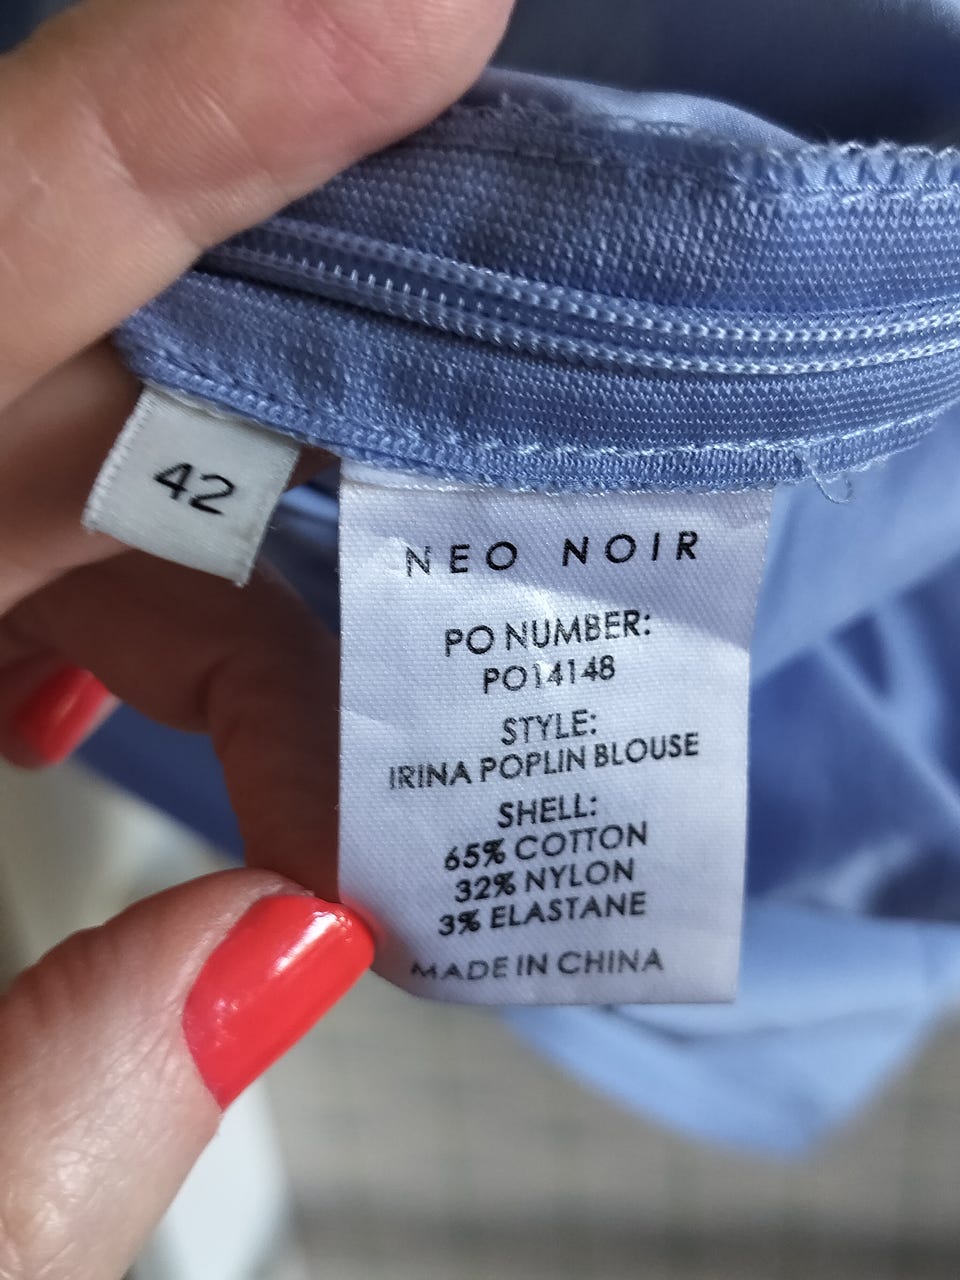 42
NEO NOIR
PO NUMBER:
PO14148
STYLE:
IRINA POPLIN BLOUSE
SHELL:
65% COTTON
32% NYLON
3% ELASTANE
MADE IN CHINA